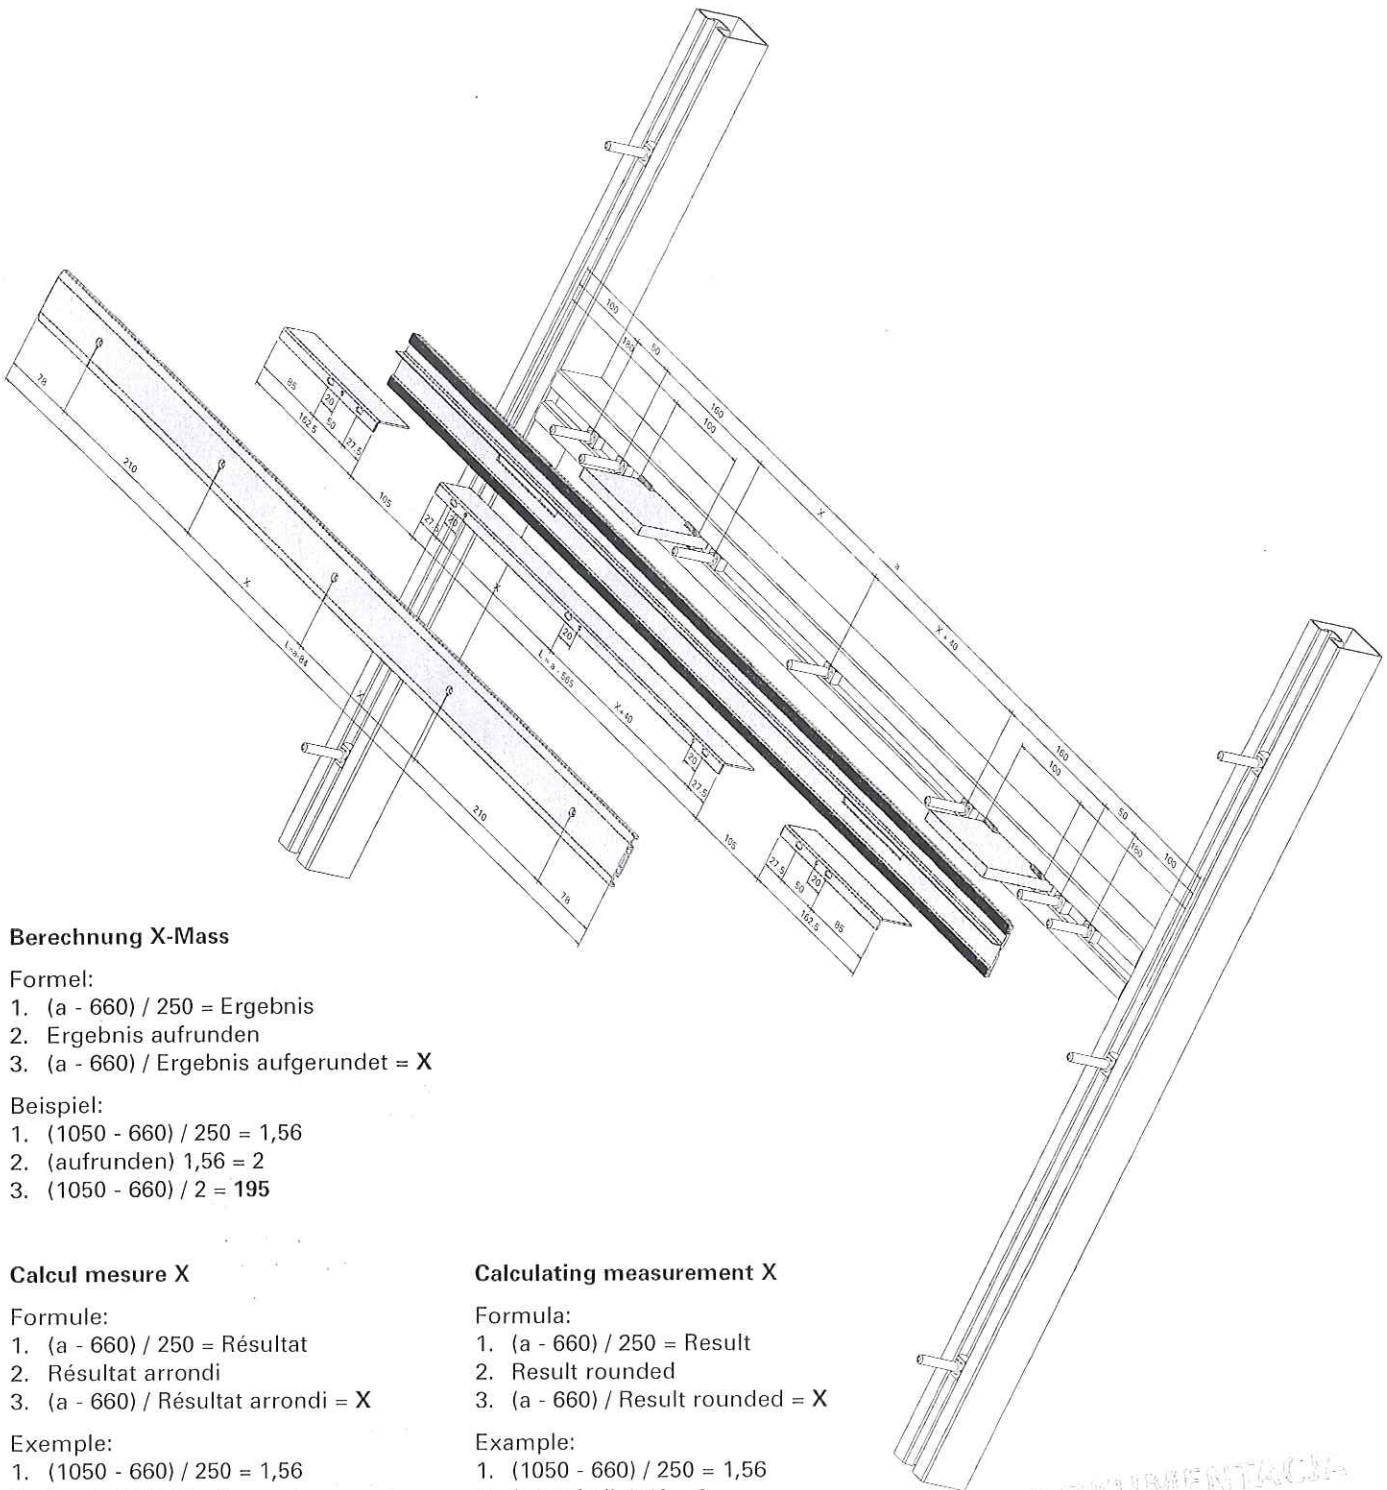 100
180
50
160
100
X
a
X + 40
160
100
50
180
100
78
210
X
L=a-84
X
210
78
85
20
50
162.5
27.5
105
27.5
20
X
20
L = a - 565
X+40
20
27.5
105
27.5
50
20
162.5
85
Berechnung X-Mass
Formel:
1. (a - 660) / 250 = Ergebnis
2. Ergebnis aufrunden
3. (a - 660) / Ergebnis aufgerundet = X
Beispiel:
1. (1050 - 660) / 250 = 1,56
2. (aufrunden) 1,56 = 2
3. (1050 - 660) / 2 = 195
Calcul mesure X
Formule:
1. (a - 660) / 250 = Résultat
2. Résultat arrondi
3. (a - 660) / Résultat arrondi = X
Exemple:
1. (1050 - 660) / 250 = 1,56
Calculating measurement X
Formula:
1. (a - 660) / 250 = Result
2. Result rounded
3. (a - 660) / Result rounded = X
Example:
1. (1050 - 660) / 250 = 1,56